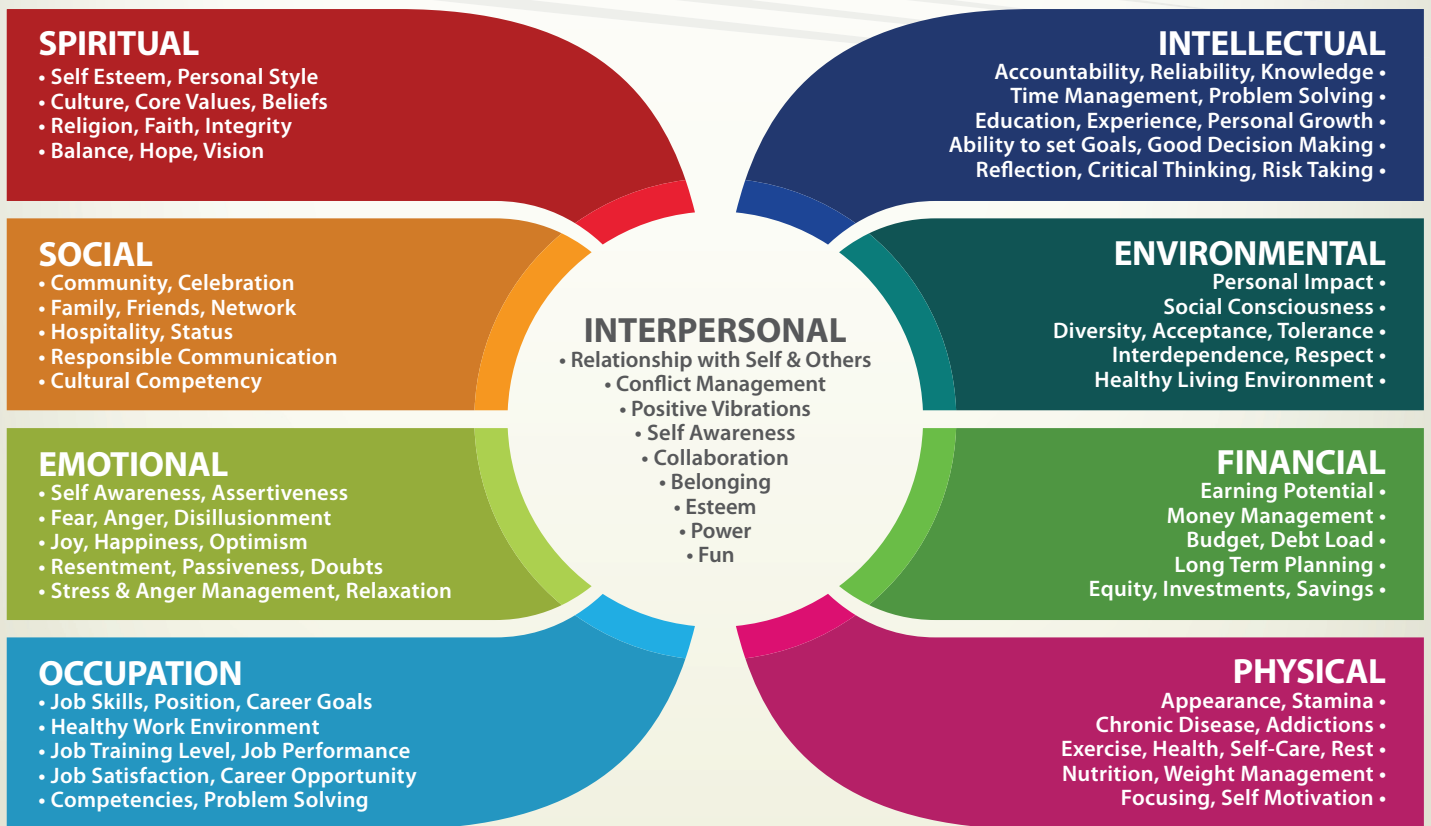 SPIRITUAL
• Self Esteem, Personal Style
• Culture, Core Values, Beliefs
• Religion, Faith, Integrity
• Balance, Hope, Vision
SOCIAL
• Community, Celebration
• Family, Friends, Network
• Hospitality, Status
• Responsible Communication
• Cultural Competency
EMOTIONAL
• Self Awareness, Assertiveness
• Fear, Anger, Disillusionment
• Joy, Happiness, Optimism
• Resentment, Passiveness, Doubts
• Stress & Anger Management, Relaxation
OCCUPATION
• Job Skills, Position, Career Goals
• Healthy Work Environment
• Job Training Level, Job Performance
• Job Satisfaction, Career Opportunity
• Competencies, Problem Solving
INTERPERSONAL
• Relationship with Self & Others
• Conflict Management
• Positive Vibrations
• Self Awareness
• Collaboration
• Belonging
• Esteem
• Power
• Fun
INTELLECTUAL
Accountability, Reliability, Knowledge •
Time Management, Problem Solving •
Education, Experience, Personal Growth •
Ability to set Goals, Good Decision Making •
Reflection, Critical Thinking, Risk Taking •
ENVIRONMENTAL
Personal Impact •
Social Consciousness •
Diversity, Acceptance, Tolerance •
Interdependence, Respect •
Healthy Living Environment •
FINANCIAL
Earning Potential •
Money Management •
Budget, Debt Load •
Long Term Planning •
Equity, Investments, Savings •
PHYSICAL
Appearance, Stamina •
Chronic Disease, Addictions •
Exercise, Health, Self-Care, Rest •
Nutrition, Weight Management •
Focusing, Self Motivation •